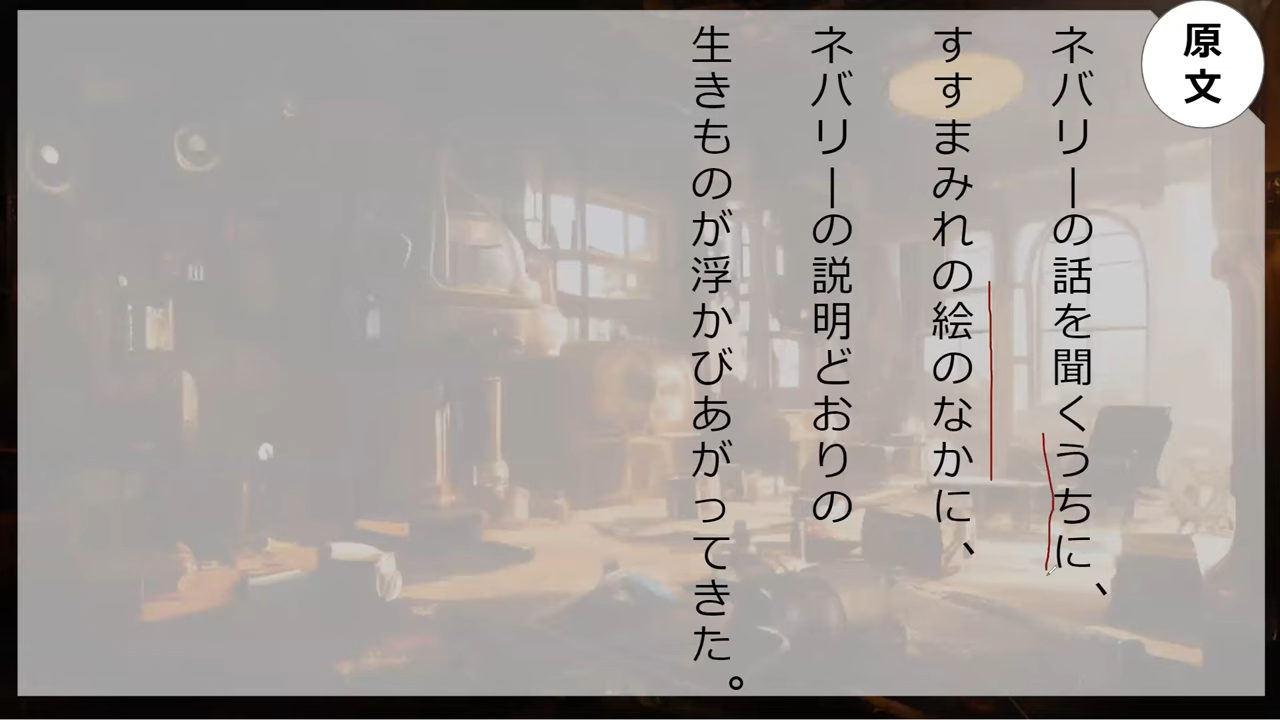 原文
ネバリーの話を聞くうちに、
すすまみれの絵のなかに、
ネバリーの説明どおりの
生きものが浮かびあがってきた。